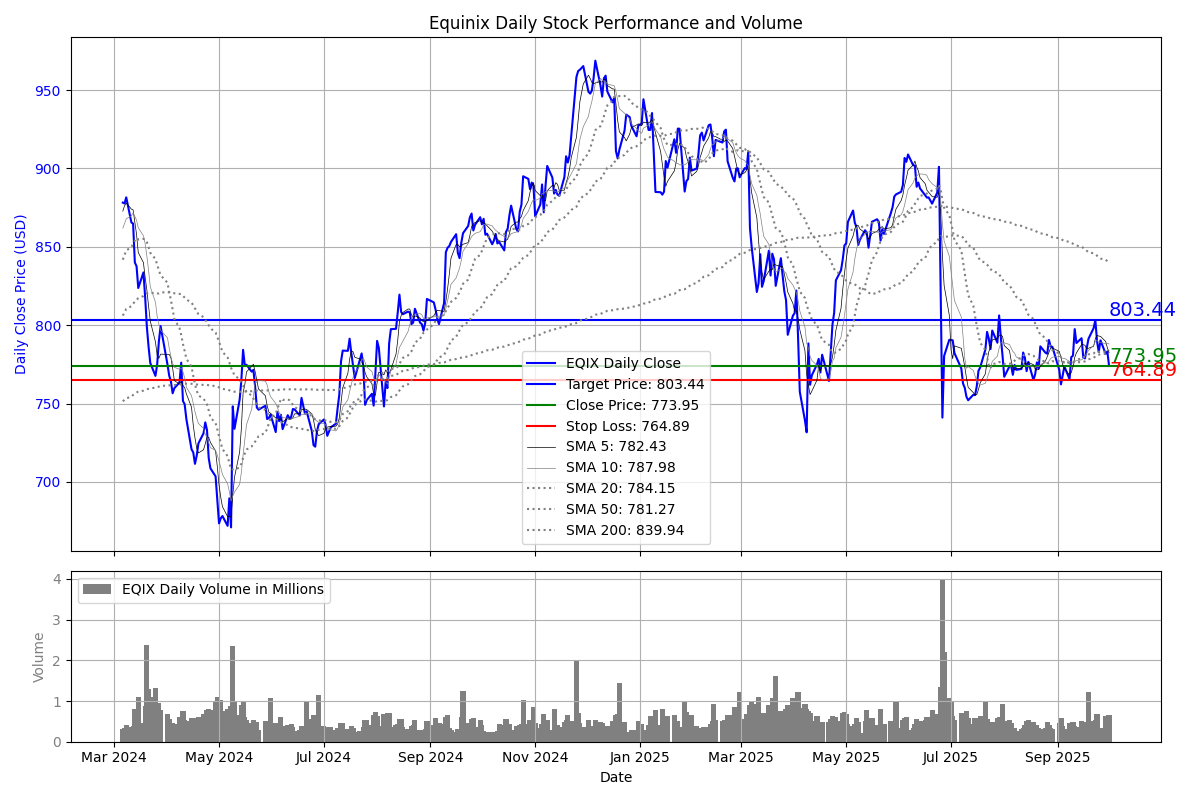 Equinix Daily Stock Performance and Volume
Daily Close Price (USD)
950
900
850
800
750
700
803.44
773.95
764.89
EQIX Daily Close
Target Price: 803.44
Close Price: 773.95
Stop Loss: 764.89
SMA 5: 782.43
SMA 10: 787.98
SMA 20: 784.15
SMA 50: 781.27
SMA 200: 839.94
EQIX Daily Volume in Millions
Volume
4
3
2
1
0
Mar 2024 May 2024 Jul 2024 Sep 2024 Nov 2024 Jan 2025 Mar 2025 May 2025 Jul 2025 Sep 2025
Date